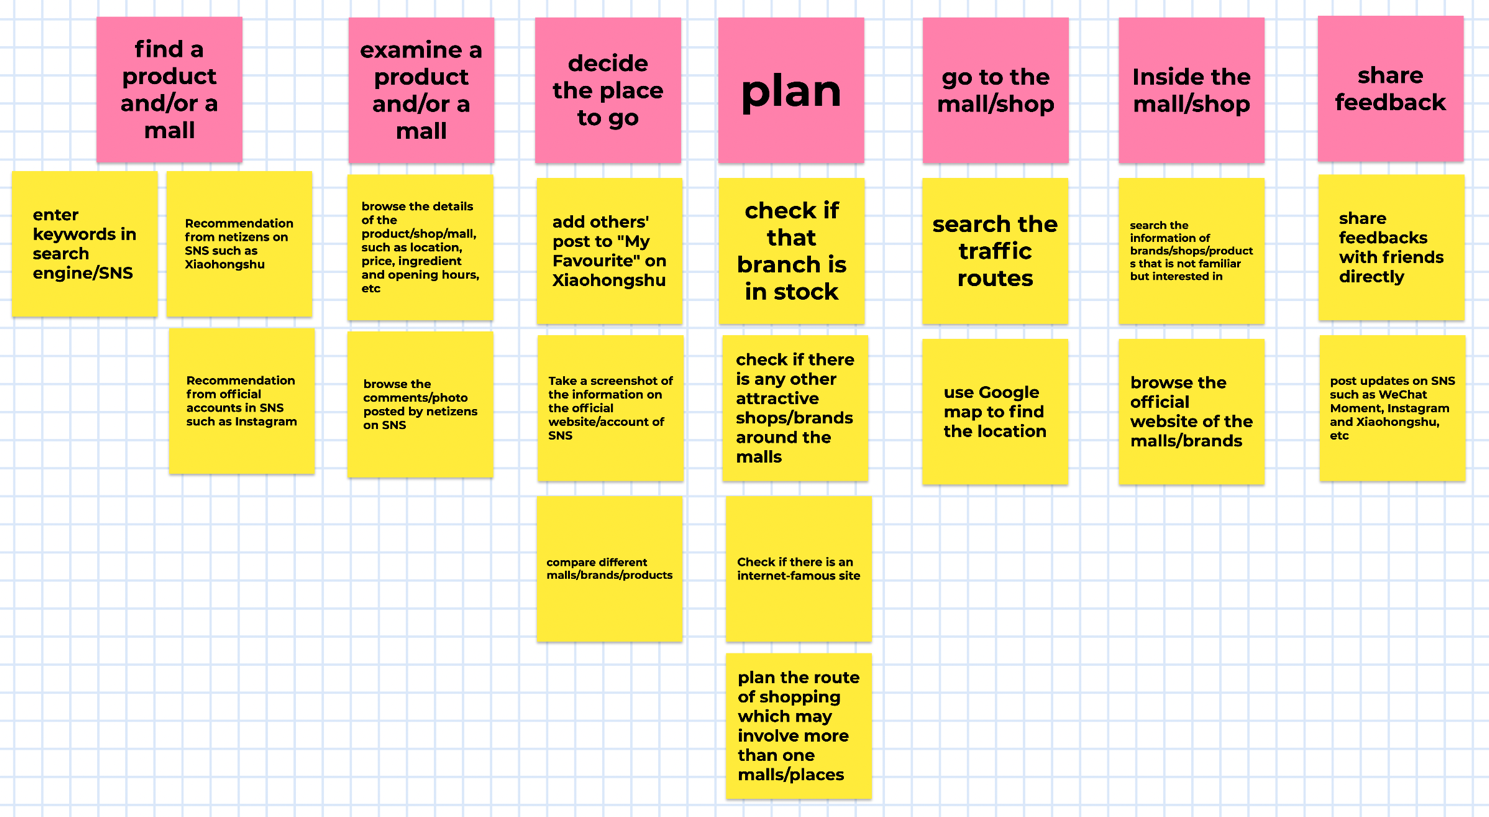 find a
product
and/or a
mall
examine a
product
and/or a
mall
decide
the place
to go
plan
go to the
mall/shop
Inside the
mall/shop
share
feedback
enter
keywords in
search
engine/SNS
Recommendation
from netizens on
SNS such as
Xiaohongshu
browse the details
of the
product/shop/mall,
such as location,
price, ingredient
and opening hours,
etc
add others'
post to "My
Favourite" on
Xiaohongshu
check if
that
branch is
in stock
search the
traffic
routes
search the
information of
brands/shops/product
s that is not familiar
but interested in
share
feedbacks
with friends
directly
Recommendation
from official
accounts in SNS
such as Instagram
browse the
comments/photo
posted by netizens
on SNS
Take a screenshot of
the information on
the official
website/account of
SNS
check if there
is any other
attractive
shops/brands
around the
malls
use Google
map to find
the location
browse the
official
website of the
malls/brands
post updates on SNS
such as WeChat
Moment, Instagram
and Xiaohongshu,
etc
compare different
malls/brands/products
Check if there is an
internet-famous site
plan the route
of shopping
which may
involve more
than one
malls/places